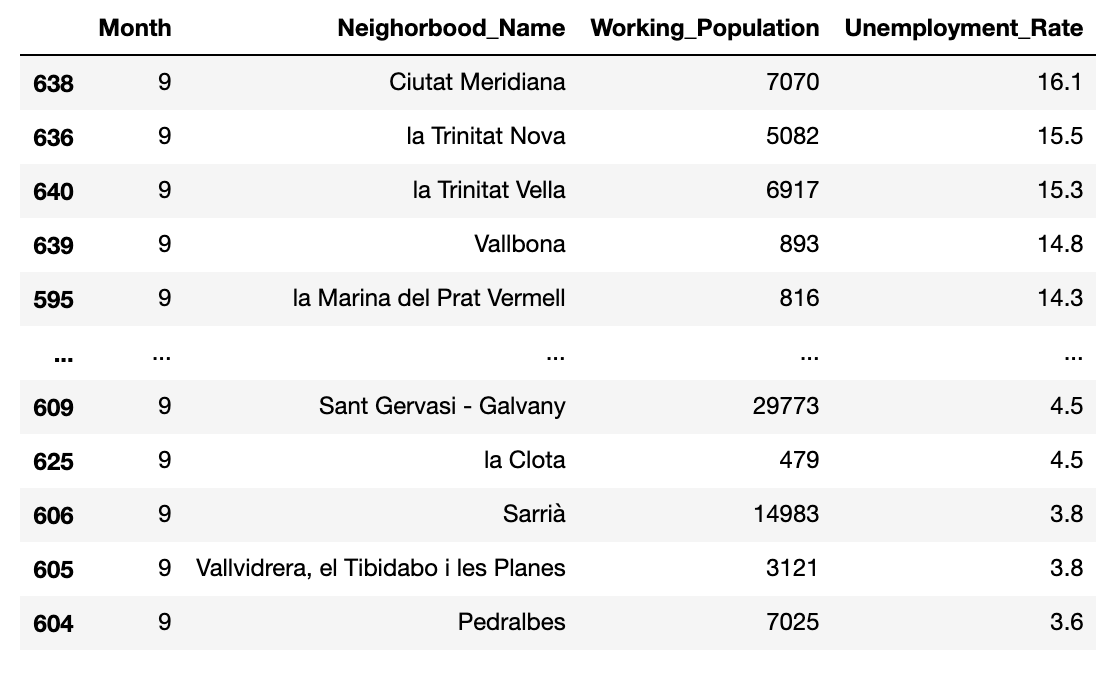 Month Neighorbood_Name Working_Population Unemployment_Rate
638 9 Ciutat Meridiana 7070 16.1
636 9 la Trinitat Nova 5082 15.5
640 9 la Trinitat Vella 6917 15.3
639 9 Vallbona 893 14.8
595 9 la Marina del Prat Vermell 816 14.3
... ... ... ... ...
609 9 Sant Gervasi - Galvany 29773 4.5
625 9 la Clota 479 4.5
606 9 Sarrià 14983 3.8
605 9 Vallvidrera, el Tibidabo i les Planes 3121 3.8
604 9 Pedralbes 7025 3.6